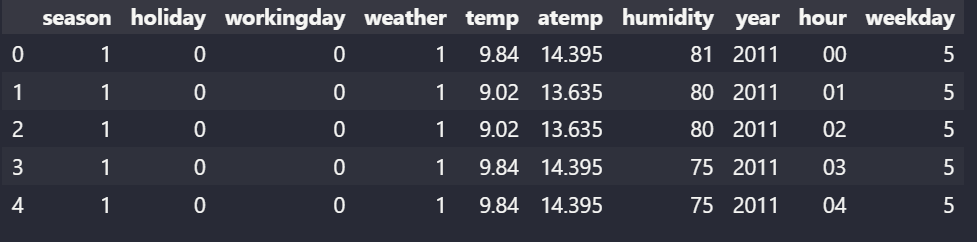 season holiday workingday weather temp atemp humidity year hour weekday
0 1 0 0 1 9.84 14.395 81 2011 00 5
1 1 0 0 1 9.02 13.635 80 2011 01 5
2 1 0 0 1 9.02 13.635 80 2011 02 5
3 1 0 0 1 9.84 14.395 75 2011 03 5
4 1 0 0 1 9.84 14.395 75 2011 04 5